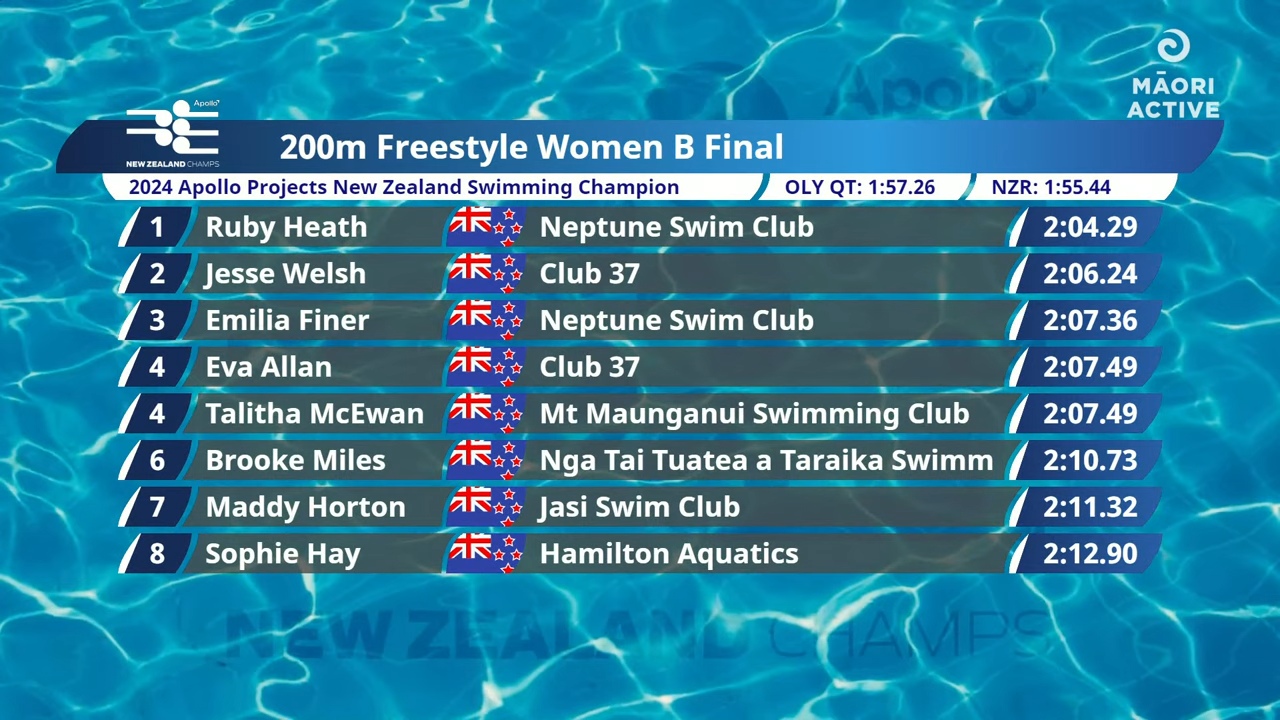 MĀORI
ACTIVE
Apollo
Apollo
NEW ZEALAND CHAMPS
200m Freestyle Women B Final
2024 Apollo Projects New Zealand Swimming Champion OLY QT: 1:57.26 NZR: 1:55.44
1 Ruby Heath Neptune Swim Club 2:04.29
2 Jesse Welsh Club 37 2:06.24
3 Emilia Finer Neptune Swim Club 2:07.36
4 Eva Allan Club 37 2:07.49
4 Talitha McEwan Mt Maunganui Swimming Club 2:07.49
6 Brooke Miles Nga Tai Tuatea a Taraika Swimm 2:10.73
7 Maddy Horton Jasi Swim Club 2:11.32
8 Sophie Hay Hamilton Aquatics 2:12.90
NEW ZEALAND CHAMPS